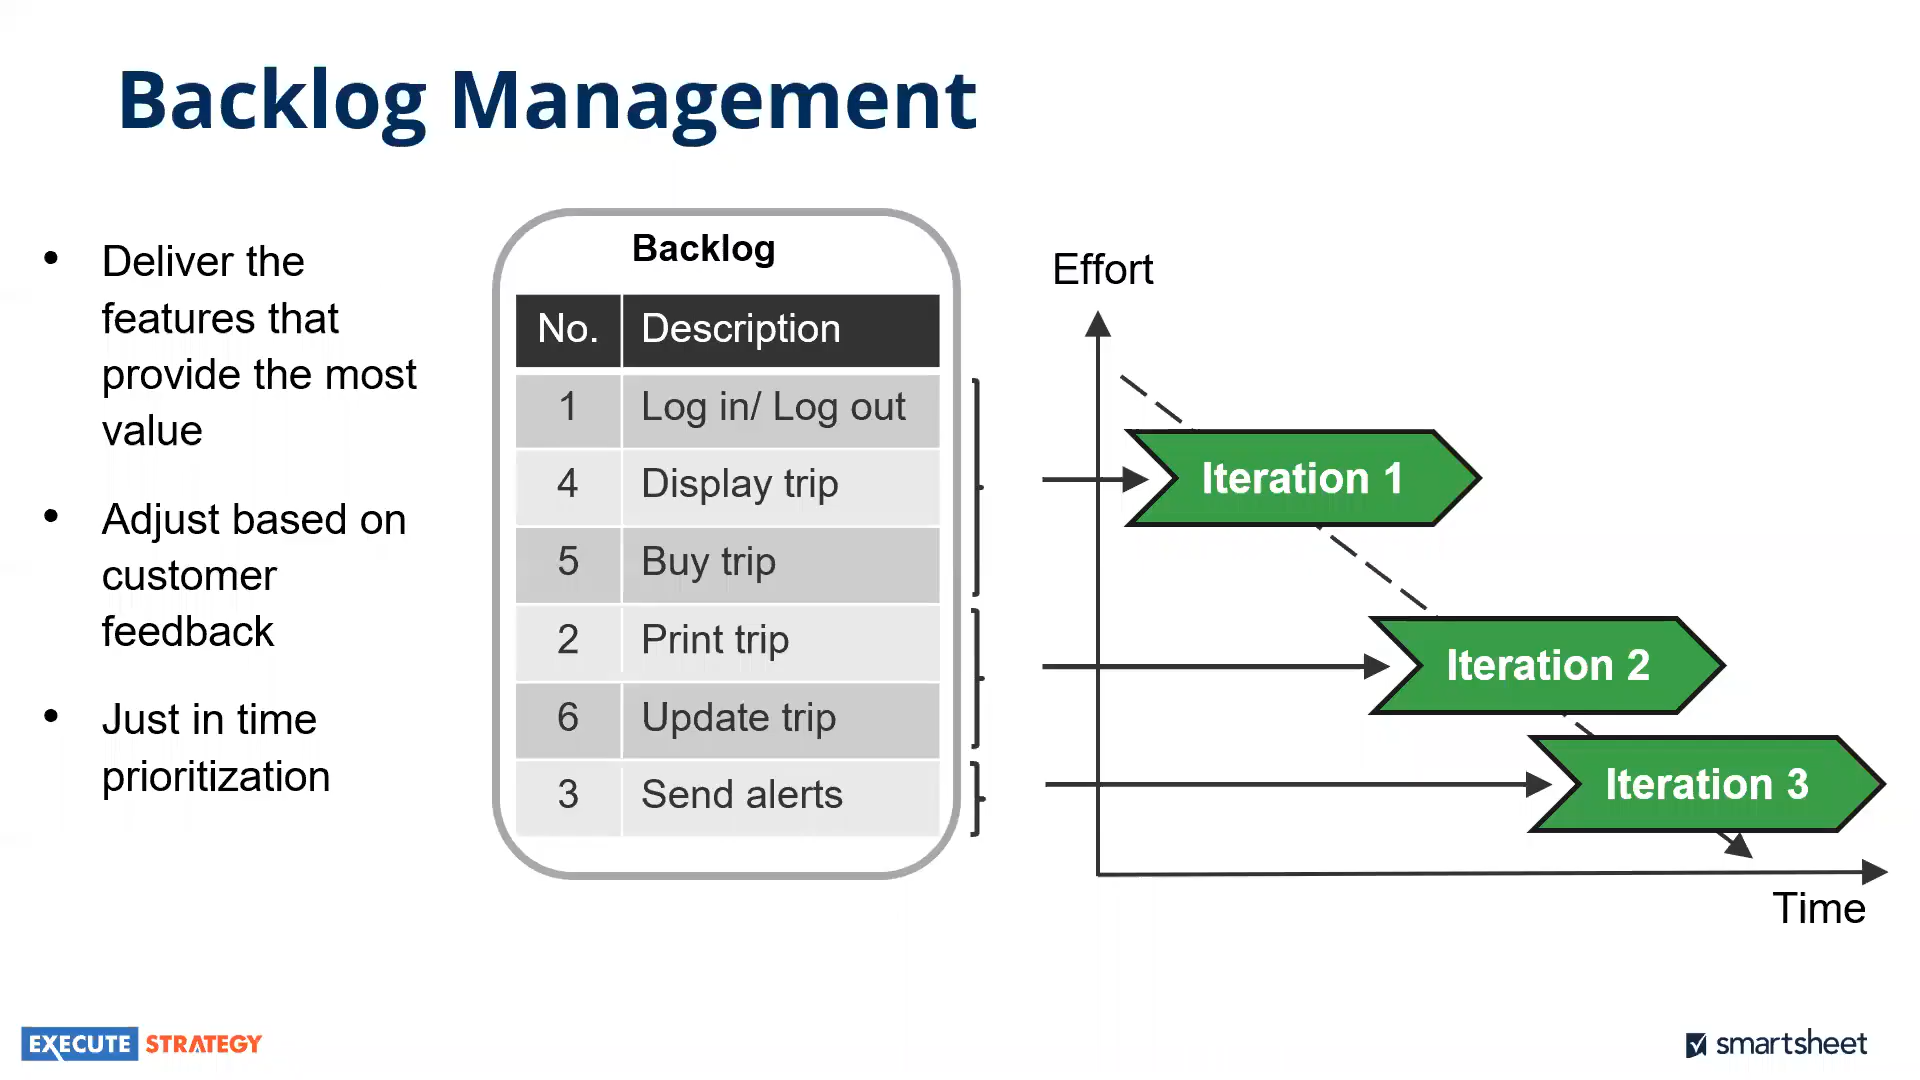 Backlog Management
• Deliver the
features that
provide the most
value
• Adjust based on
customer
feedback
• Just in time
prioritization
Backlog
No. Description
1 Log in/ Log out
4 Display trip
5 Buy trip
2 Print trip
6 Update trip
3 Send alerts
Effort
Iteration 1
Iteration 2
Iteration 3
Time
EXECUTE STRATEGY
smartsheet